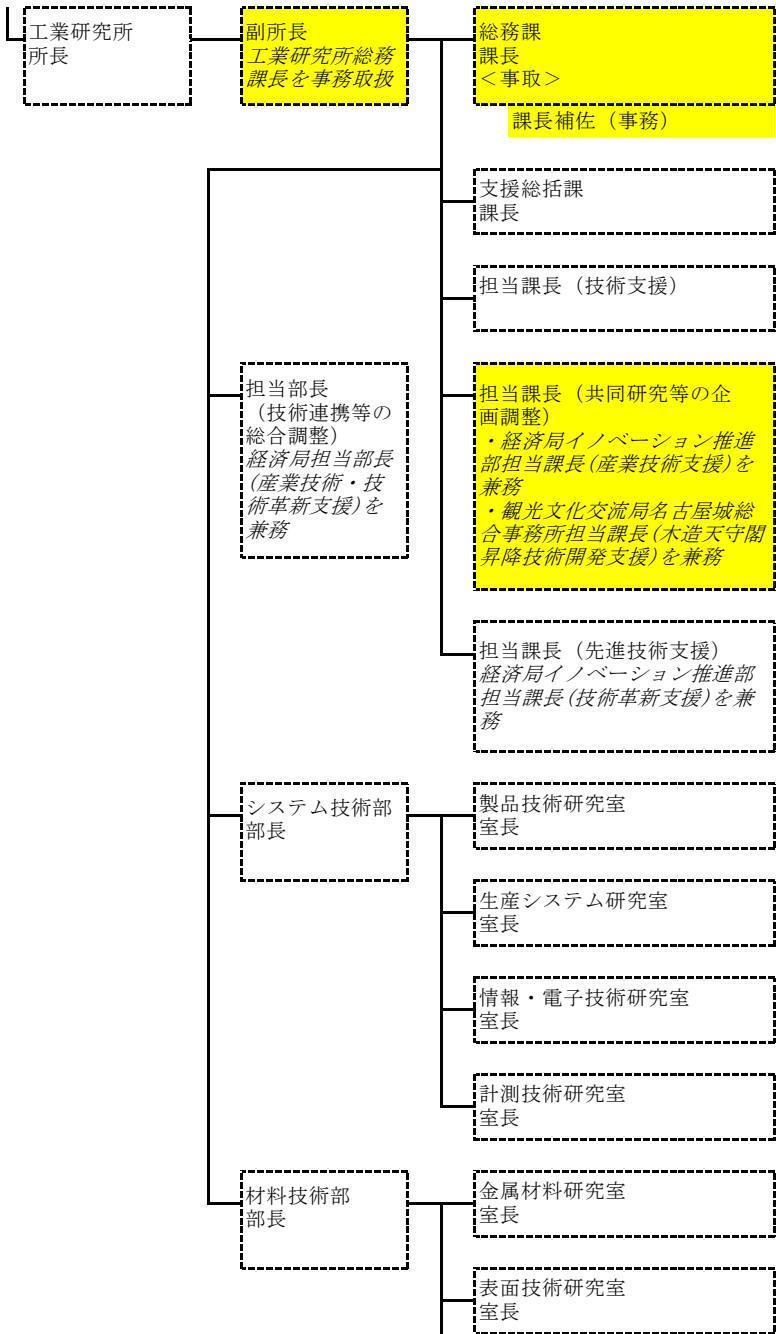 工業研究所
所長
副所長
工業研究所総務
課長を事務取扱
総務課
課長
＜事取＞
課長補佐（事務）
支援総括課
課長
担当課長（技術支援）
担当部長
（技術連携等の
総合調整）
経済局担当部長
(産業技術・技
術革新支援)を
兼務
担当課長（共同研究等の企
画調整）
・経済局イノベーション推進
部担当課長(産業技術支援)を
兼務
・観光文化交流局名古屋城総
合事務所担当課長(木造天守閣
昇降技術開発支援)を兼務
担当課長（先進技術支援）
経済局イノベーション推進部
担当課長(技術革新支援)を兼
務
システム技術部
部長
製品技術研究室
室長
生産システム研究室
室長
情報・電子技術研究室
室長
計測技術研究室
室長
材料技術部
部長
金属材料研究室
室長
表面技術研究室
室長